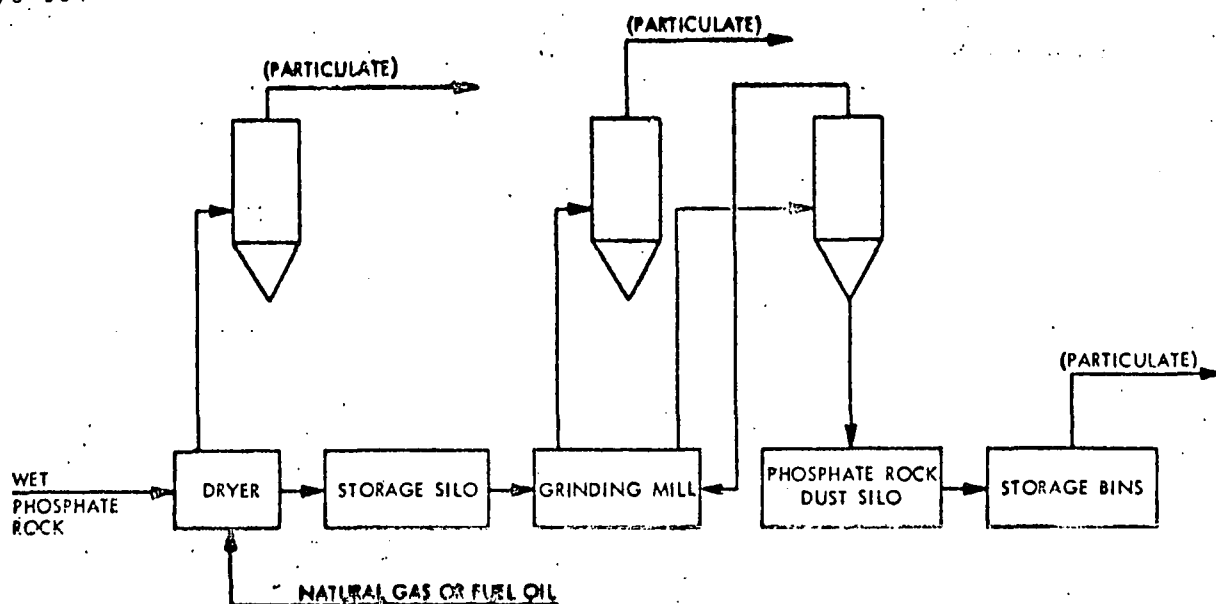 (PARTICULATE)
(PARTICULATE)
(PARTICULATE)
WET
PHOSPHATE
ROCK
DRYER
STORAGE SILO
GRINDING MILL
PHOSPHATE ROCK
DUST SILO
STORAGE BINS
NATURAL GAS OR FUEL OIL